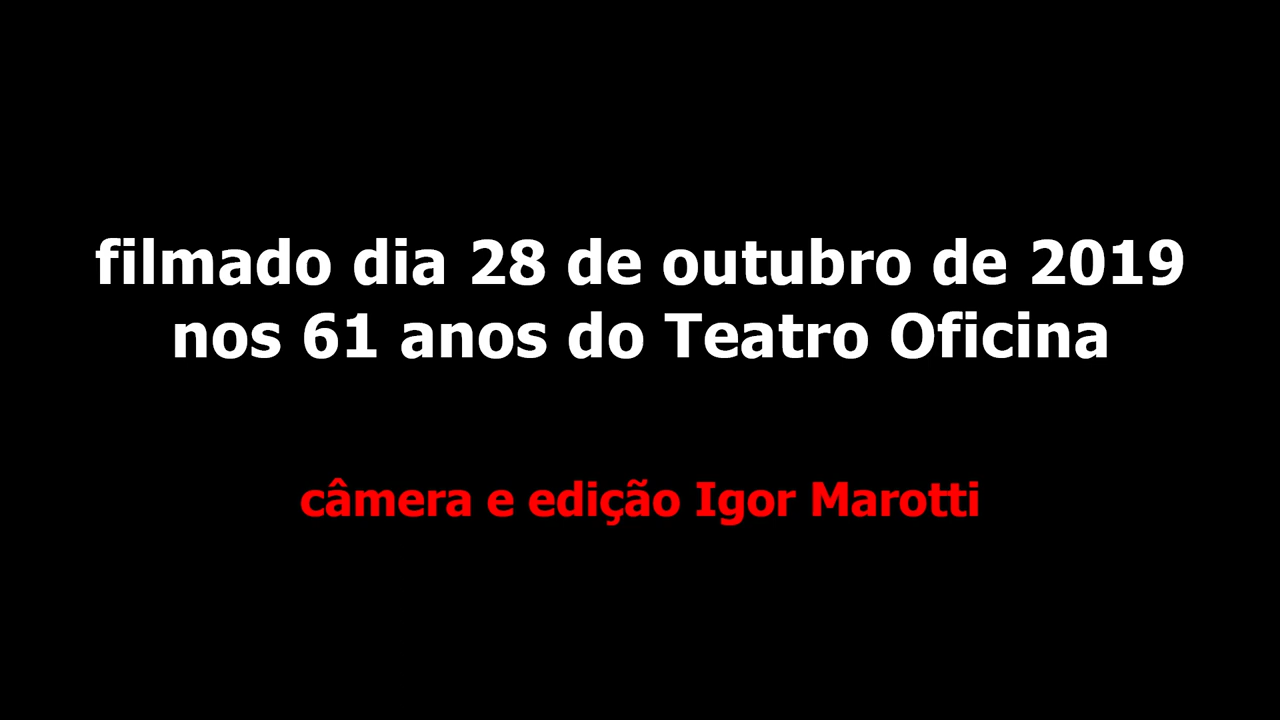 filmado dia 28 de outubro de 2019
nos 61 anos do Teatro Oficina
câmera e edição Igor Marotti